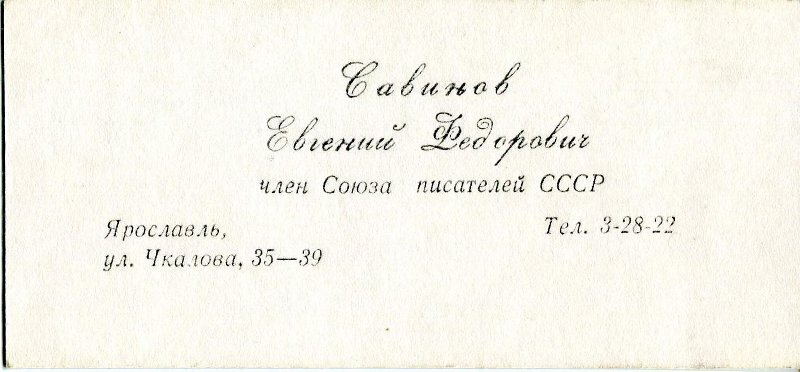 Савинов
Евгений Федорович
член Союза писателей СССР
Ярославль,
ул. Чкалова, 35—39
Тел. 3-28-22